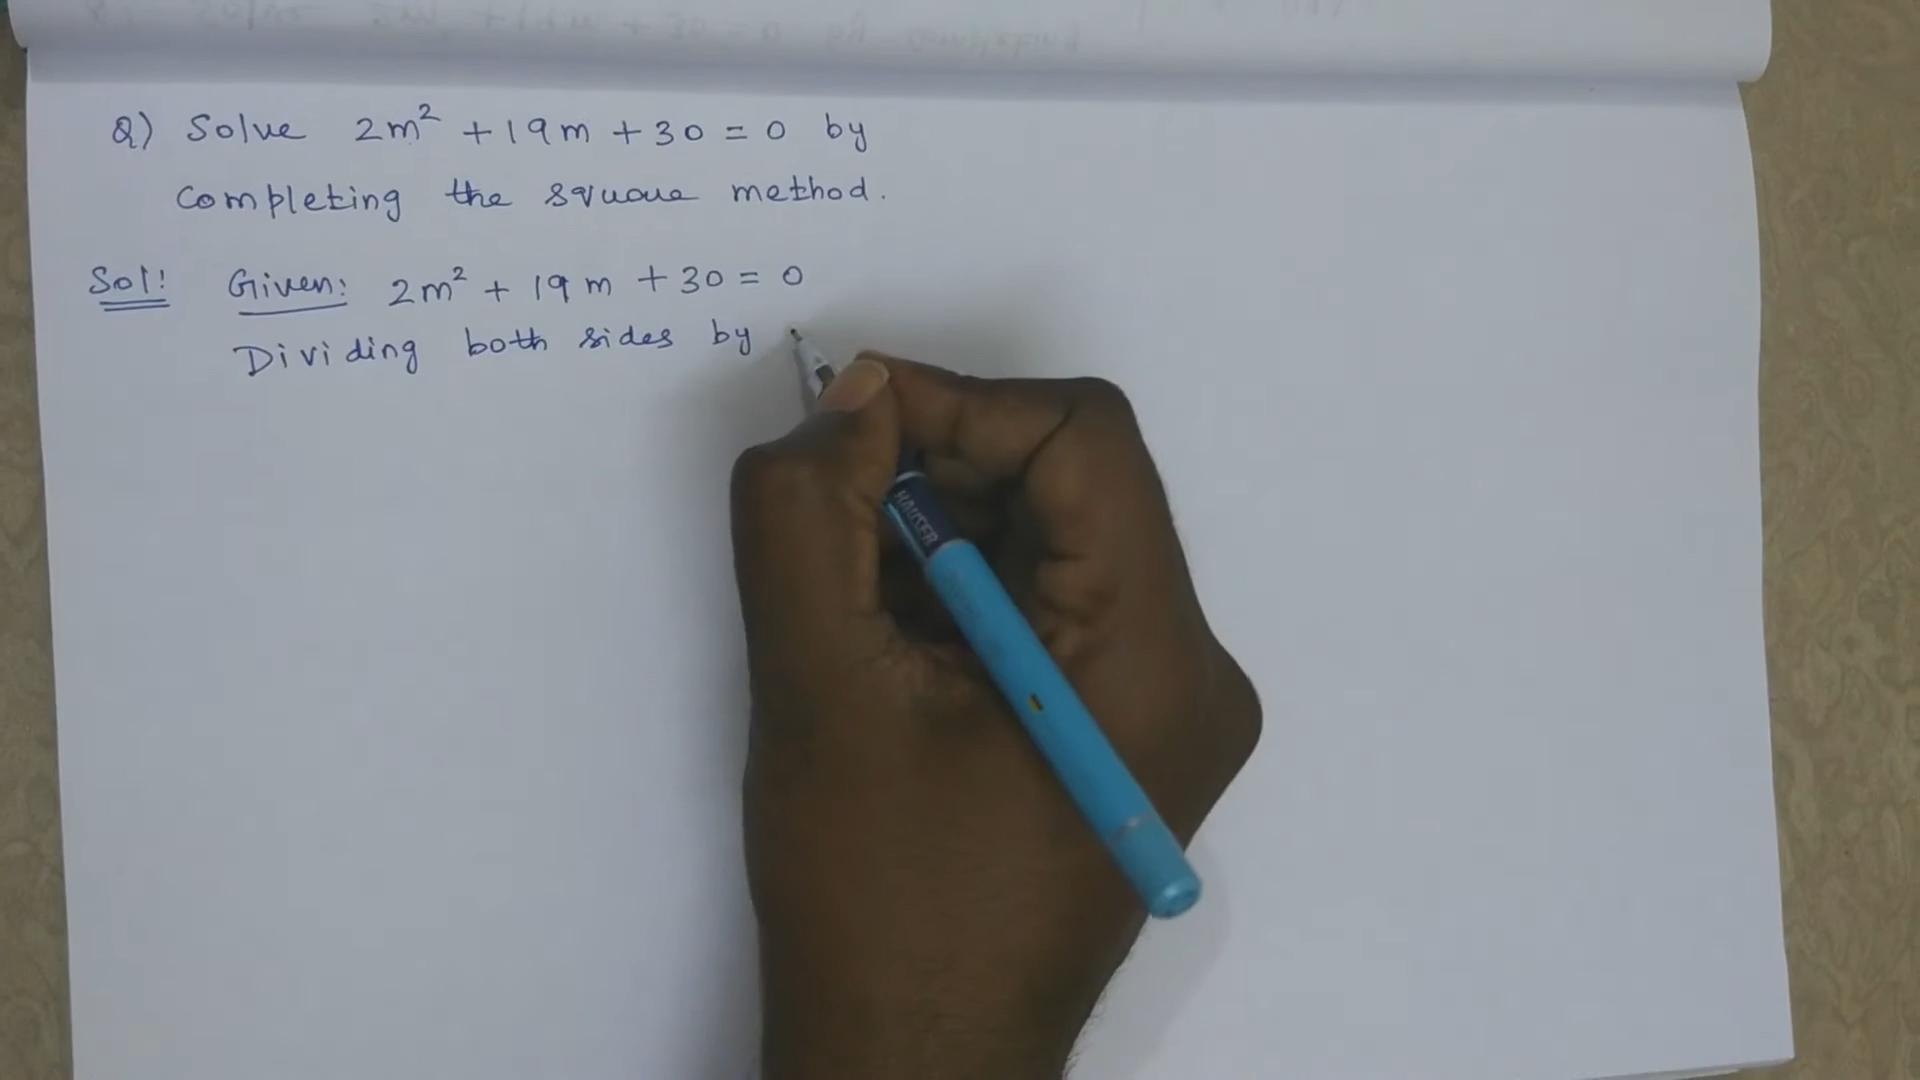 Q) Solve 2m² + 19m + 30 = 0 by
completing the square method.
Sol: Given: 2m² + 19m + 30 = 0
Dividing both sides by
HAUSER